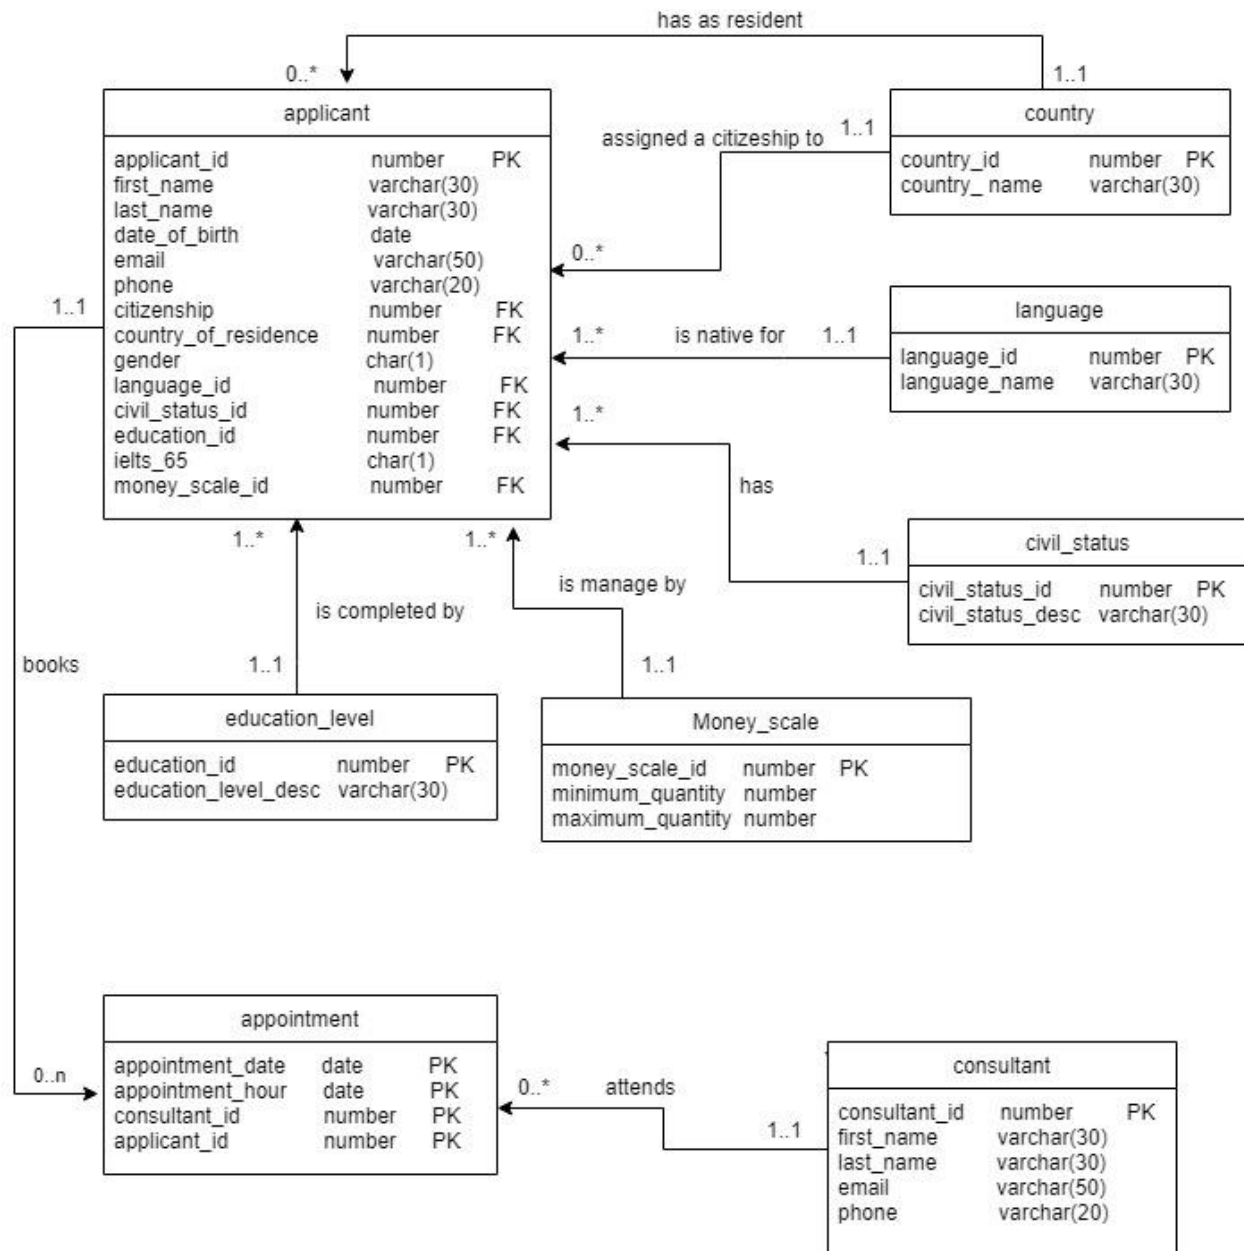 has as resident
0..*
1..1
applicant
applicant_id number PK
first_name varchar(30)
last_name varchar(30)
date_of_birth date
email varchar(50)
phone varchar(20)
citizenship number FK
country_of_residence number FK
gender char(1)
language_id number FK
civil_status_id number FK
education_id number FK
ielts_65 char(1)
money_scale_id number FK
country
country_id number PK
country_ name varchar(30)
assigned a citizeship to
1..1
0..*
language
language_id number PK
language_name varchar(30)
1..* is native for 1..1
1..*
has
1..1
civil_status
civil_status_id number PK
civil_status_desc varchar(30)
1..1
books
0..n
1..*
is completed by
1..1
1..*
is manage by
1..1
education_level
education_id number PK
education_level_desc varchar(30)
Money_scale
money_scale_id number PK
minimum_quantity number
maximum_quantity number
appointment
appointment_date date PK
appointment_hour date PK
consultant_id number PK
applicant_id number PK
0..* attends
1..1
consultant
consultant_id number PK
first_name varchar(30)
last_name varchar(30)
email varchar(50)
phone varchar(20)